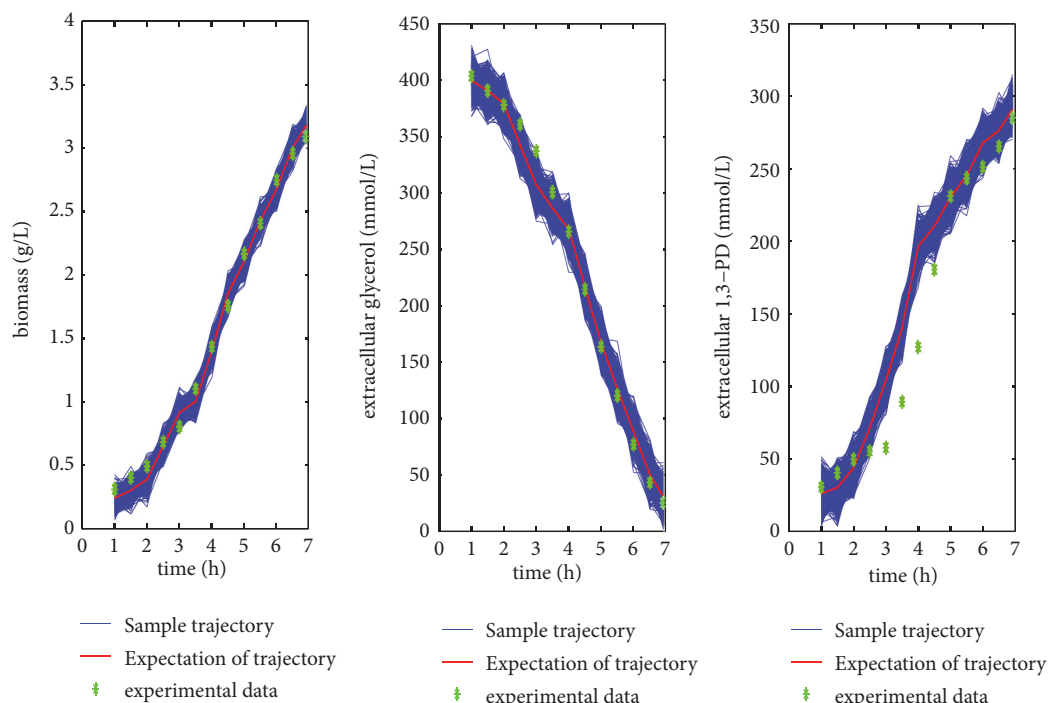 4
3.5
3
2.5
2
1.5
1
0.5
0
0 1 2 3 4 5 6 7
biomass (g/L)
time (h)
Sample trajectory
Expectation of trajectory
experimental data
450
400
350
300
250
200
150
100
50
0
0 1 2 3 4 5 6 7
extracellular glycerol (mmol/L)
time (h)
Sample trajectory
Expectation of trajectory
experimental data
350
300
250
200
150
100
50
0
0 1 2 3 4 5 6 7
extracellular 1,3−PD (mmol/L)
time (h)
Sample trajectory
Expectation of trajectory
experimental data